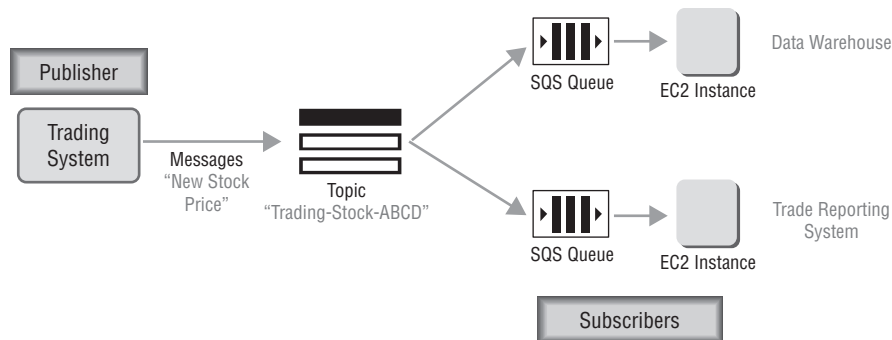 Publisher
Trading
System
Messages
“New Stock
Price”
Topic
“Trading-Stock-ABCD”
SQS Queue
EC2 Instance
Data Warehouse
SQS Queue
EC2 Instance
Trade Reporting
System
Subscribers